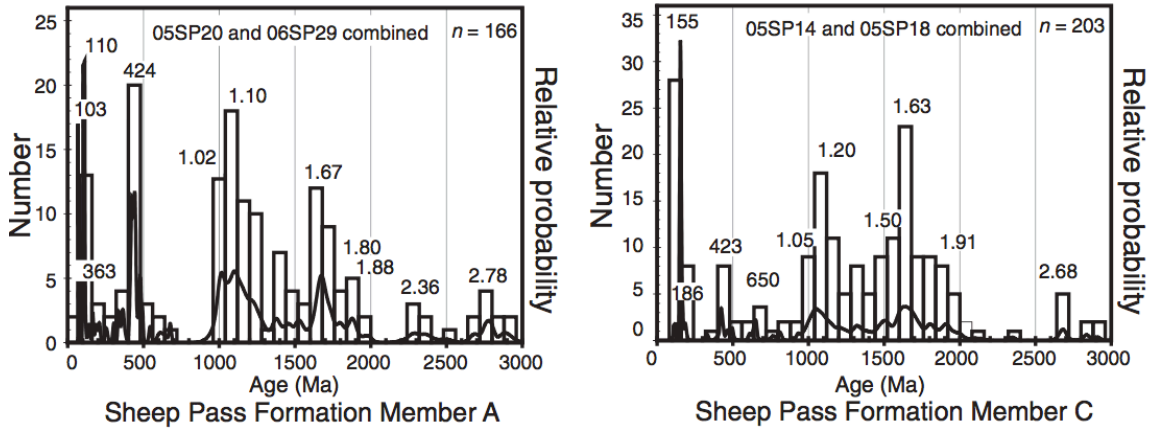 25
20
15
10
5
0
Number
110
103
363
424
05SP20 and 06SP29 combined
n = 166
1.02
1.10
1.67
1.80
1.88
2.36
2.78
Relative probability
0 500 1000 1500 2000 2500 3000
Age (Ma)
Sheep Pass Formation Member A
35
30
25
20
15
10
5
0
Number
155
186
423
650
05SP14 and 05SP18 combined
n = 203
1.05
1.20
1.50
1.63
1.91
2.68
Relative probability
0 500 1000 1500 2000 2500 3000
Age (Ma)
Sheep Pass Formation Member C